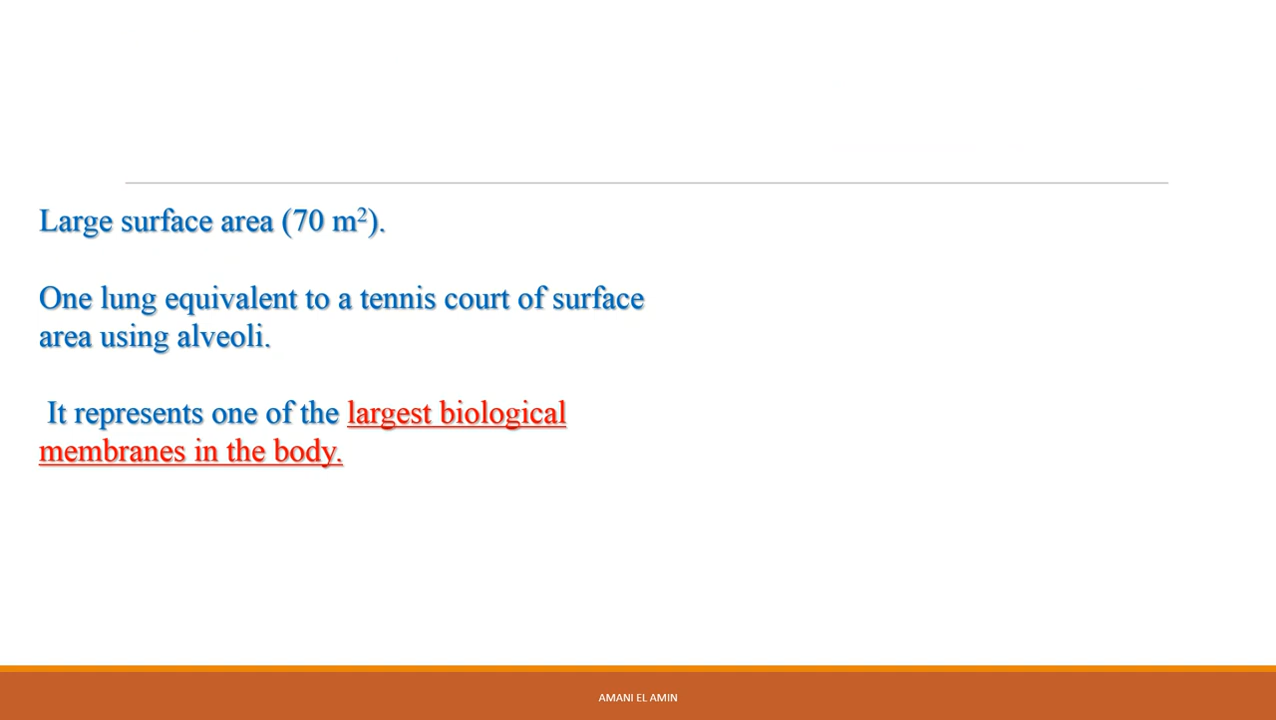 Large surface area (70 m²).
One lung equivalent to a tennis court of surface
area using alveoli.
It represents one of the largest biological
membranes in the body.
AMANI EL AMIN